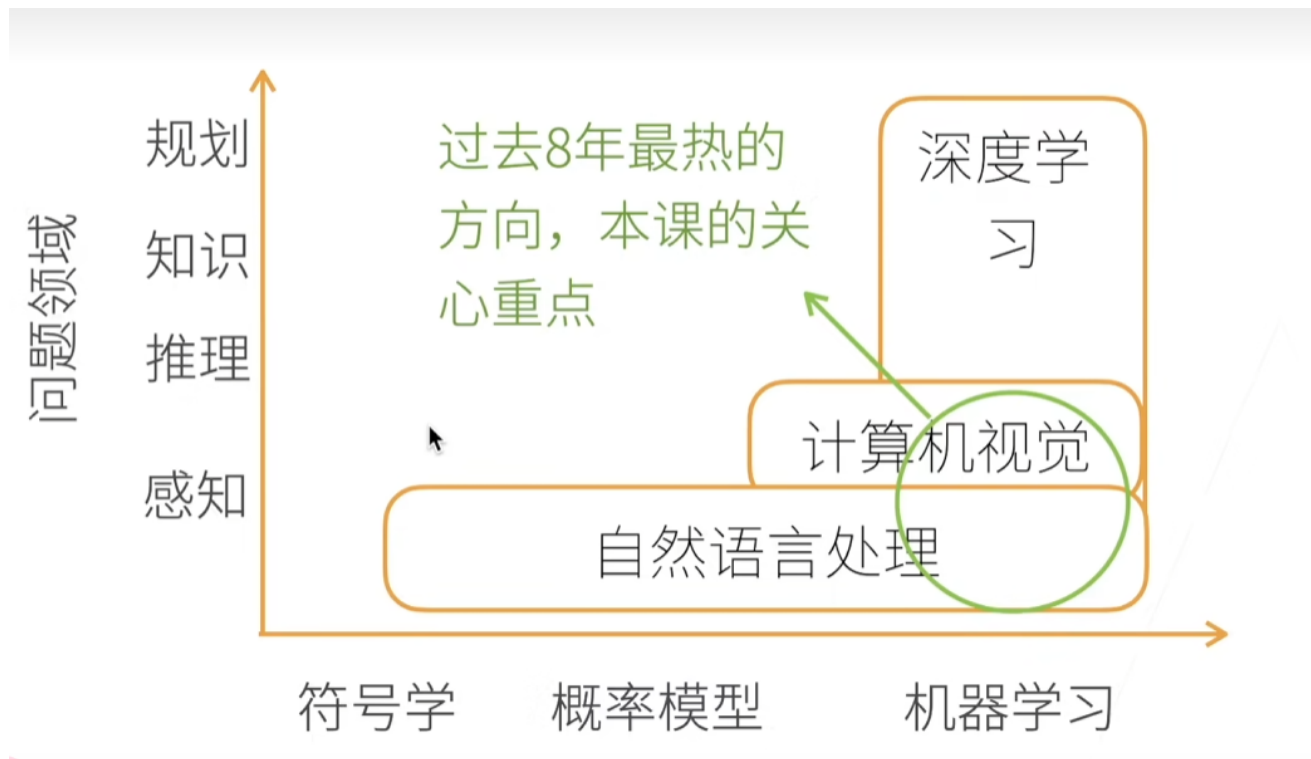 问题领域
规划
知识
推理
感知
过去8年最热的
方向，本课的关
心重点
深度学
习
计算机视觉
自然语言处理
符号学
概率模型
机器学习